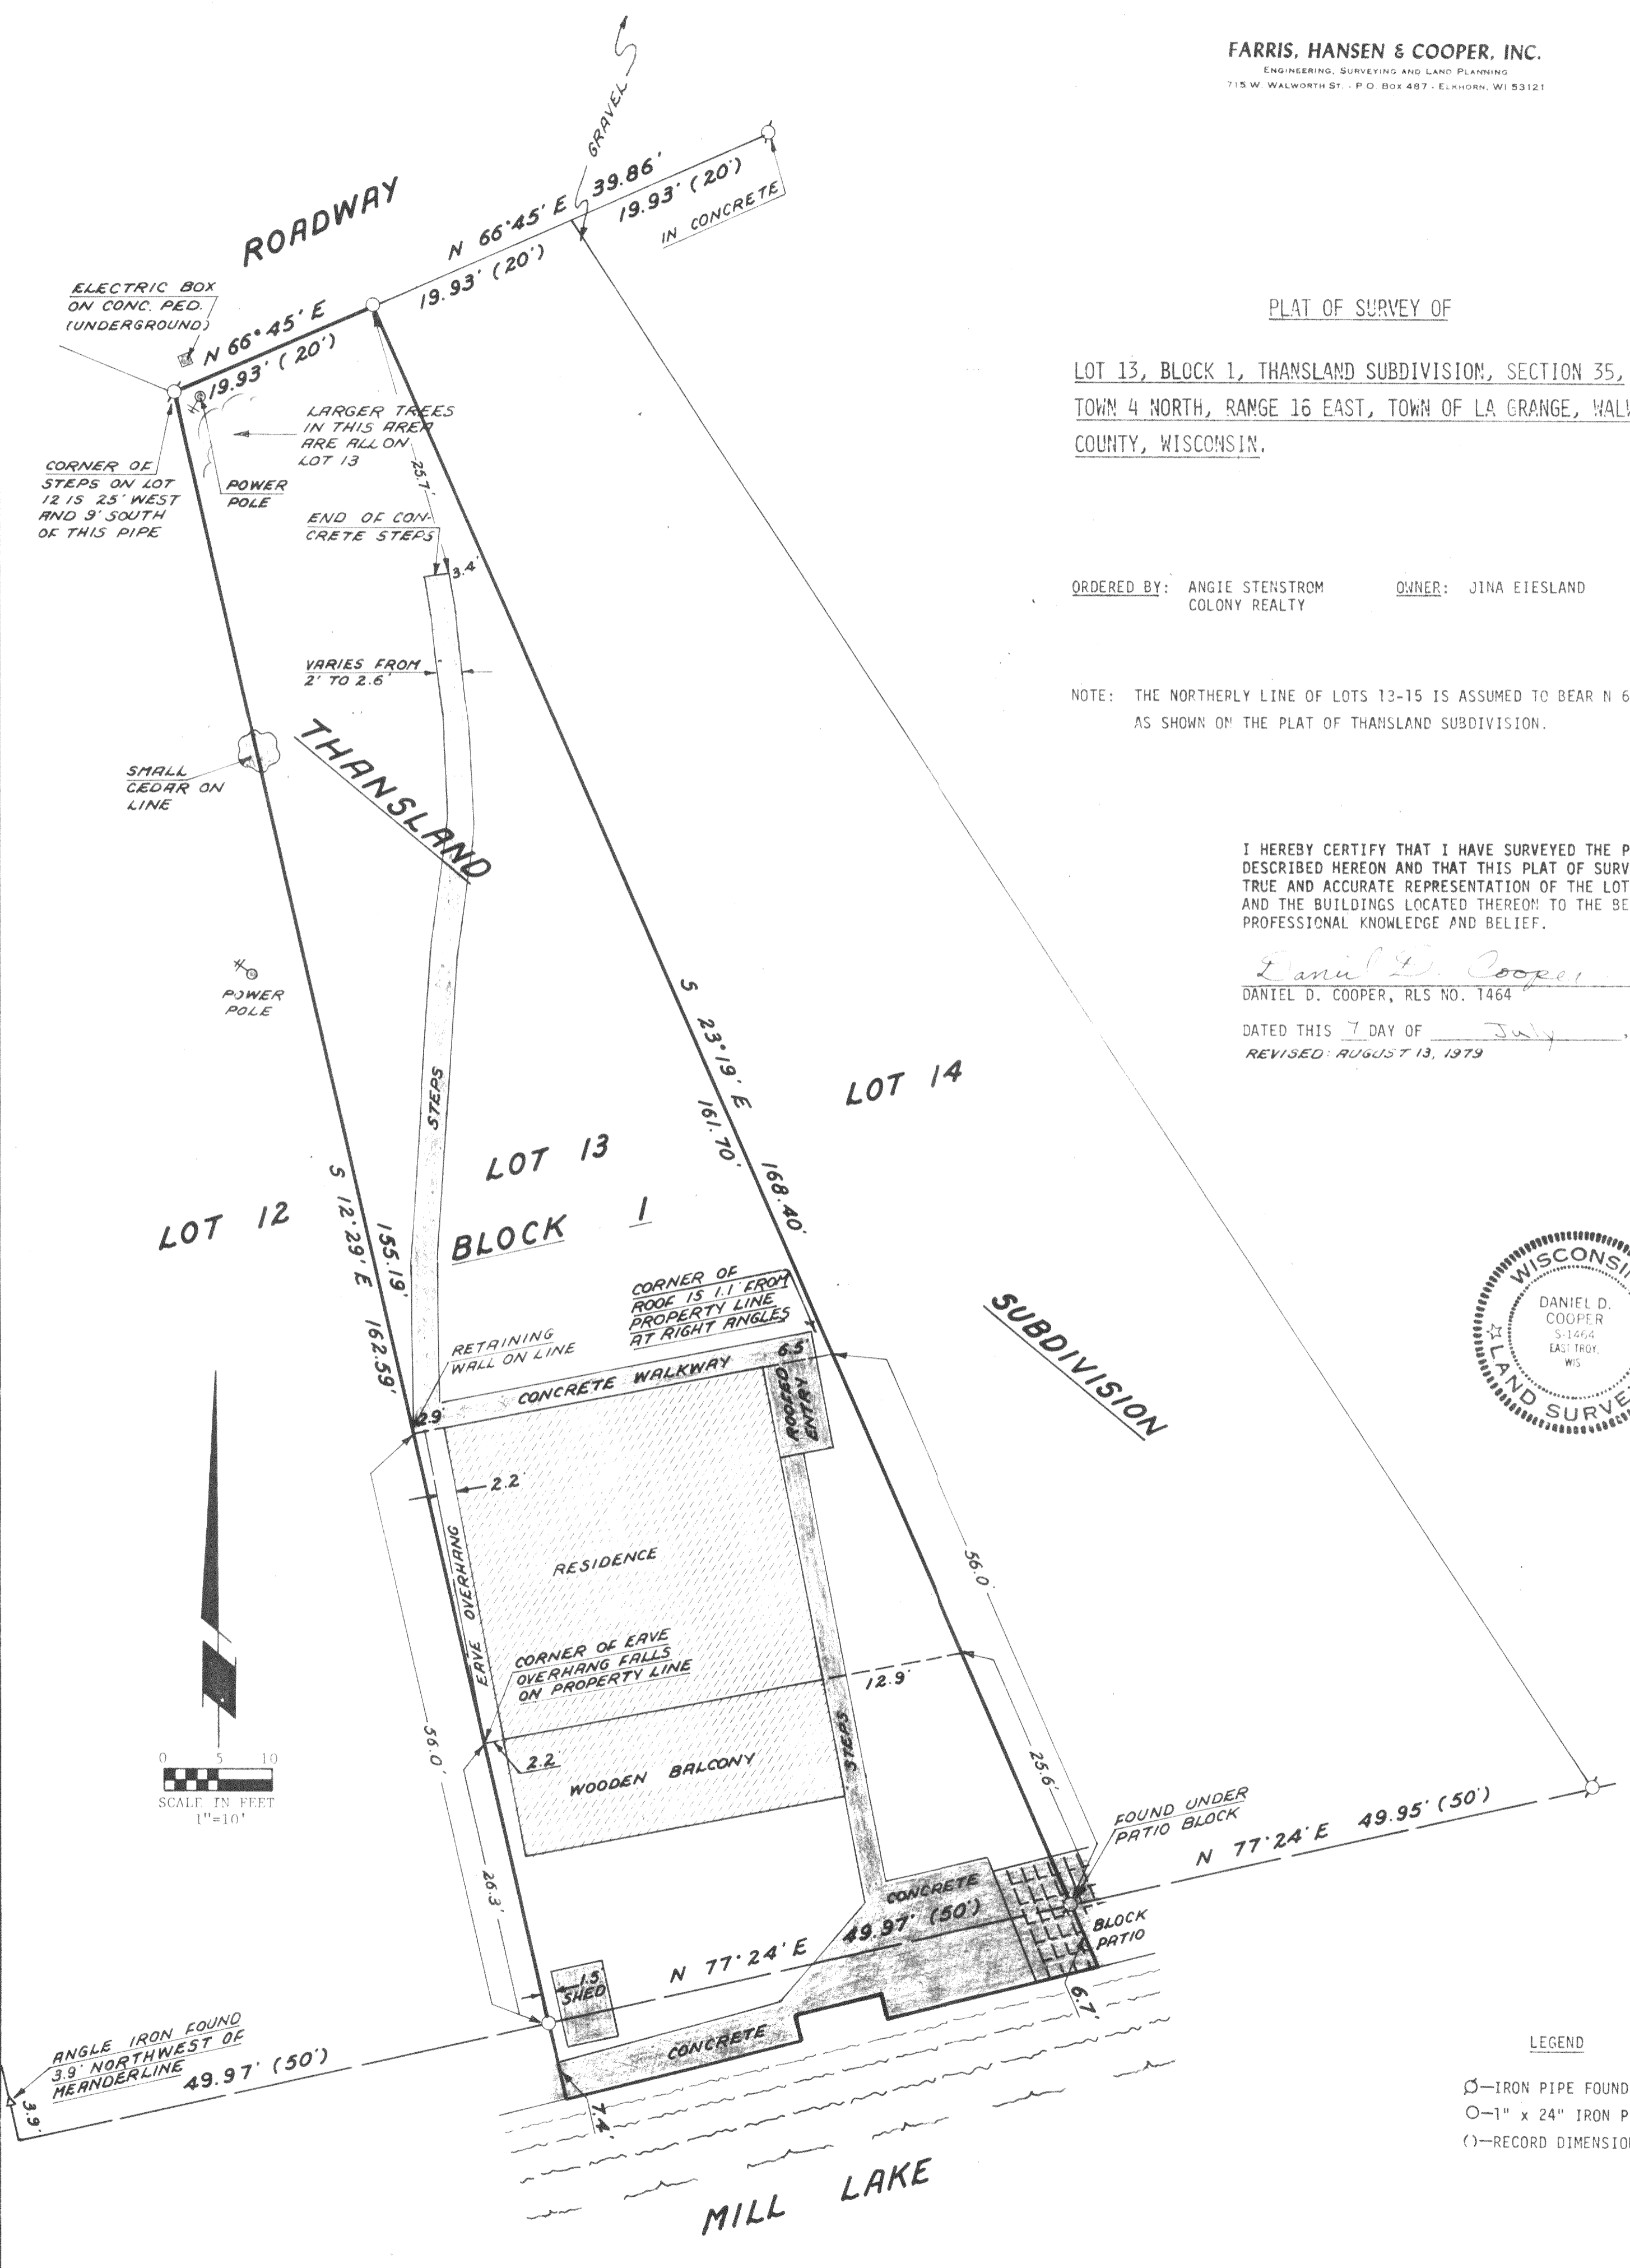 FARRIS, HANSEN & COOPER, INC.
ENGINEERING, SURVEYING AND LAND PLANNING
715 W. WALWORTH ST. - P O BOX 487 - ELKHORN, WI 53121
GRAVEL
ROADWAY
N 66°45' E 39.86'
19.93' (20')
19.93' (20')
IN CONCRETE
ELECTRIC BOX
ON CONC. PED.
(UNDERGROUND)
N 66°45' E
19.93' (20')
PLAT OF SURVEY OF
LOT 13, BLOCK 1, THANSLAND SUBDIVISION, SECTION 35,
TOWN 4 NORTH, RANGE 16 EAST, TOWN OF LA GRANGE,
COUNTY, WISCONSIN.
LARGER TREES
IN THIS AREA
ARE ALL ON
LOT 13
CORNER OF
STEPS ON LOT
12 IS 25' WEST
AND 9' SOUTH
OF THIS PIPE
POWER
POLE
25.7'
END OF CON-
CRETE STEPS
3.4'
ORDERED BY: ANGIE STENSTROM
COLONY REALTY
OWNER: JINA EIESLAND
VARIES FROM
2' TO 2.6'
NOTE: THE NORTHERLY LINE OF LOTS 13-15 IS ASSUMED TO BEAR N 6
AS SHOWN ON THE PLAT OF THANSLAND SUBDIVISION.
THANSLAND
SMALL
CEDAR ON
LINE
I HEREBY CERTIFY THAT I HAVE SURVEYED THE P
DESCRIBED HEREON AND THAT THIS PLAT OF SURV
TRUE AND ACCURATE REPRESENTATION OF THE LOT
AND THE BUILDINGS LOCATED THEREON TO THE BE
PROFESSIONAL KNOWLEDGE AND BELIEF.
Daniel D. Cooper
DANIEL D. COOPER, RLS NO. 1464
DATED THIS 7 DAY OF July,
REVISED: AUGUST 13, 1979
POWER
POLE
S 23°19' E
161.70'
168.40'
STEPS
LOT 14
LOT 13
BLOCK 1
LOT 12
S 12°29' E 162.59'
155.19'
CORNER OF
ROOF IS 1.1' FROM
PROPERTY LINE
AT RIGHT ANGLES
SUBDIVISION
WISCONSIN
DANIEL D.
COOPER
S-1464
EAST TROY,
WIS
LAND SURVE
RETAINING
WALL ON LINE
CONCRETE WALKWAY
6.5'
ROOFED
ENTRY
2.9'
2.2'
RESIDENCE
EAVE OVERHANG
56.0'
CORNER OF EAVE
OVERHANG FALLS
ON PROPERTY LINE
12.9'
2.2'
WOODEN BALCONY
STEPS
56.0'
25.6'
0 5 10
SCALE IN FEET
1"=10'
FOUND UNDER
PATIO BLOCK
N 77°24' E 49.95' (50')
26.3'
CONCRETE
N 77°24' E 49.97' (50')
BLOCK
PATIO
1.5'
SHED
6.7'
CONCRETE
ANGLE IRON FOUND
3.9' NORTHWEST OF
MEANDERLINE
49.97' (50')
3.9'
7.4'
MILL LAKE
LEGEND
IRON PIPE FOUND
1" x 24" IRON P
()—RECORD DIMENSIO